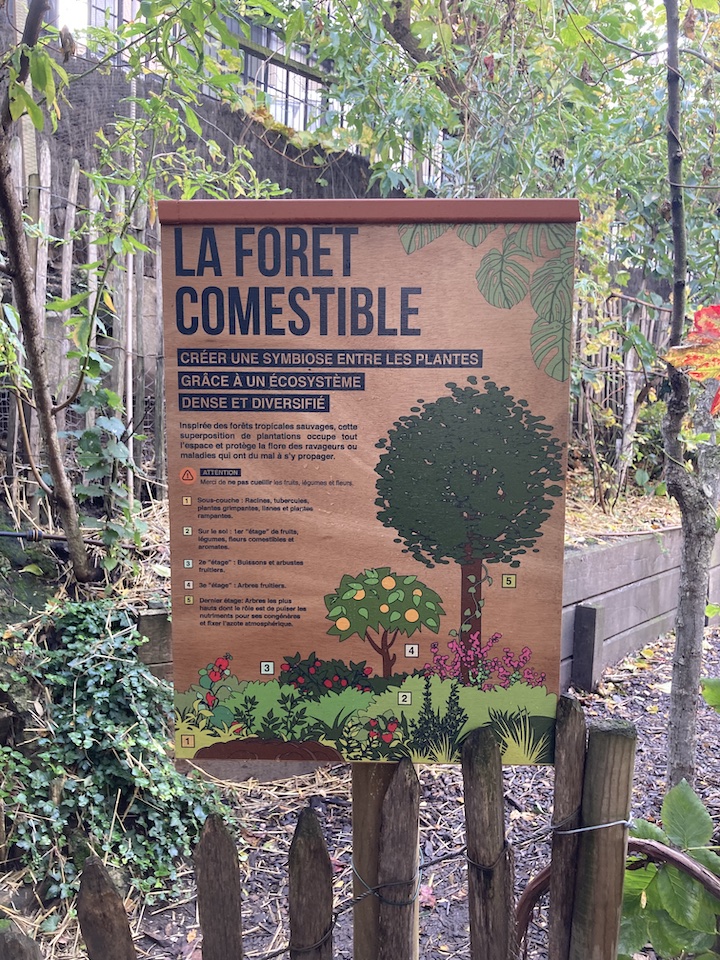 LA FORET
COMESTIBLE
CRÉER UNE SYMBIOSE ENTRE LES PLANTES
GRÂCE À UN ÉCOSYSTÈME
DENSE ET DIVERSIFIÉ
Inspirée des forêts tropicales sauvages, cette
superposition de plantations occupe tout
l'espace et protège la flore des ravageurs ou
maladies qui ont du mal à s'y propager.
ATTENTION
Merci de ne pas cueillir les fruits, légumes et fleurs.
1 Sous-couche : Racines, tubercules,
plantes grimpantes, lianes et plantes
rampantes.
2 Sur le sol : 1er "étage" de fruits,
légumes, fleurs comestibles et
aromates.
3 2e "étage" : Buissons et arbustes
fruitiers.
4 3e "étage" : Arbres fruitiers.
5 Dernier étage: Arbres les plus
hauts dont le rôle est de puiser les
nutriments pour ses congénères
et fixer l'azote atmosphérique.
5
4
3
2
1